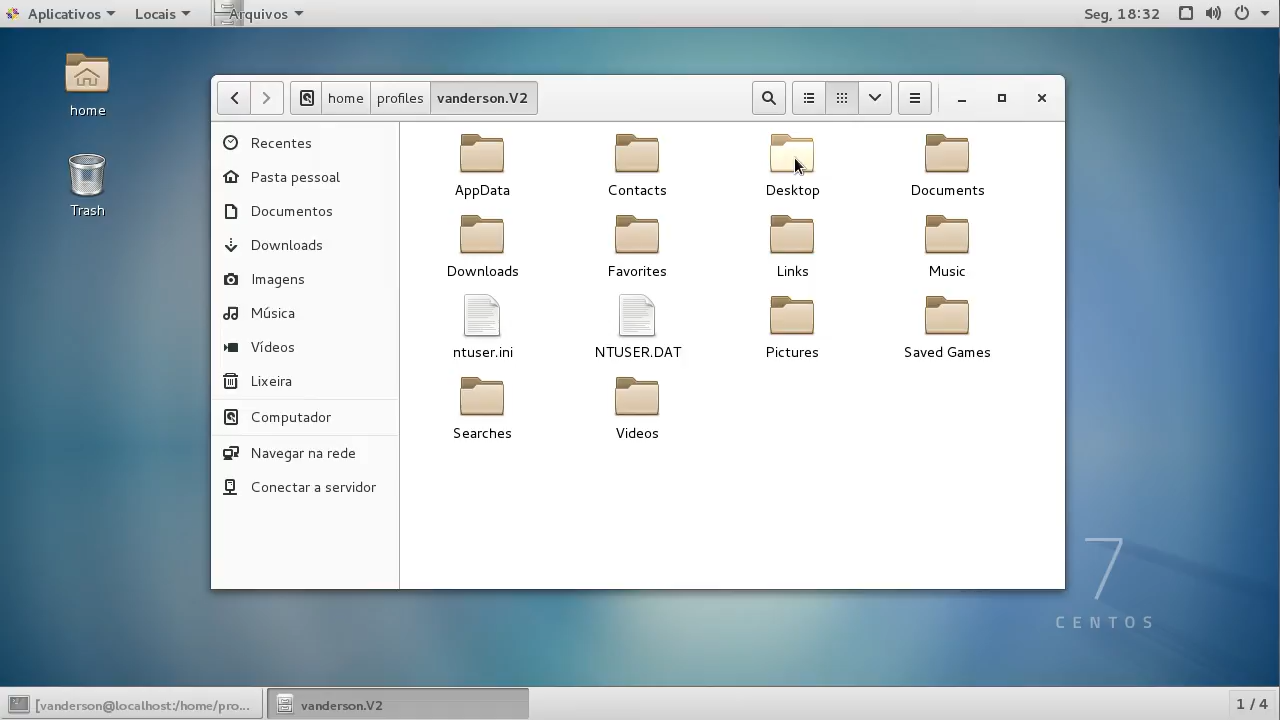 Aplicativos Locais Arquivos Seg, 18:32
home
Trash
home profiles vanderson.V2
Recentes
Pasta pessoal
Documentos
Downloads
Imagens
Música
Vídeos
Lixeira
Computador
Navegar na rede
Conectar a servidor
AppData Contacts Desktop Documents
Downloads Favorites Links Music
ntuser.ini NTUSER.DAT Pictures Saved Games
Searches Videos
7
CENTOS
[vanderson@localhost:/home/pro... vanderson.V2 1 / 4